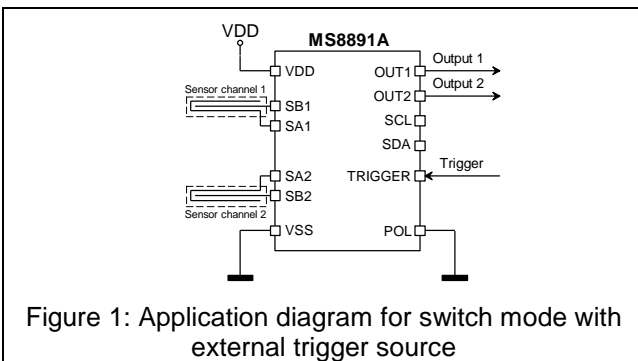 VDD
MS8891A
VDD
OUT1
Output 1
Sensor channel 1
SB1
OUT2
Output 2
SA1
SCL
SDA
SA2
TRIGGER
Trigger
SB2
Sensor channel 2
VSS
POL
Figure 1: Application diagram for switch mode with
external trigger source